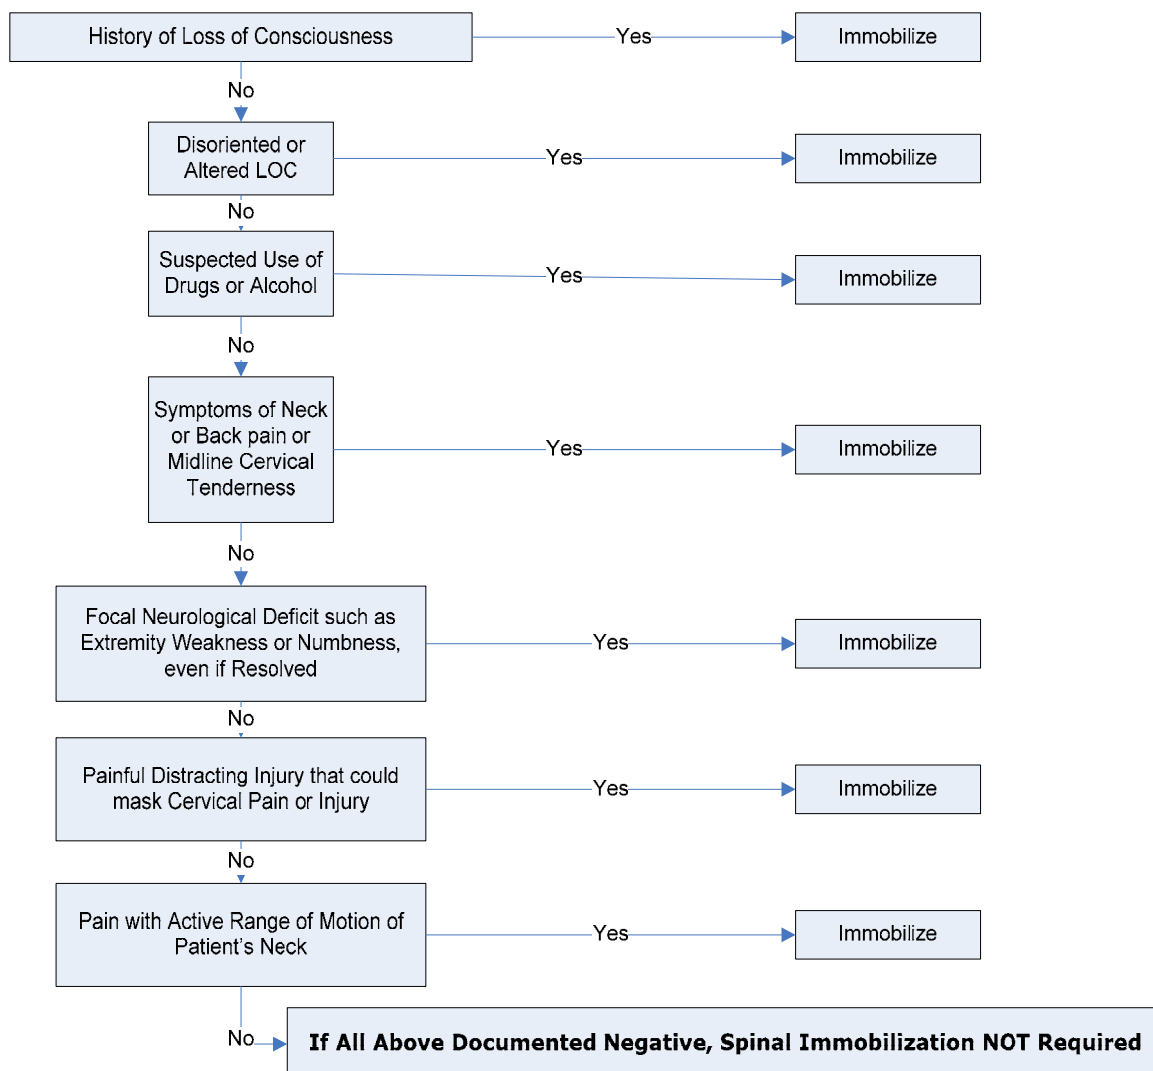 History of Loss of Consciousness
Yes
Immobilize
No
Disoriented or
Altered LOC
Yes
Immobilize
No
Suspected Use of
Drugs or Alcohol
Yes
Immobilize
No
Symptoms of Neck
or Back pain or
Midline Cervical
Tenderness
Yes
Immobilize
No
Focal Neurological Deficit such as
Extremity Weakness or Numbness,
even if Resolved
Yes
Immobilize
No
Painful Distracting Injury that could
mask Cervical Pain or Injury
Yes
Immobilize
No
Pain with Active Range of Motion of
Patient's Neck
Yes
Immobilize
No
If All Above Documented Negative, Spinal Immobilization NOT Required